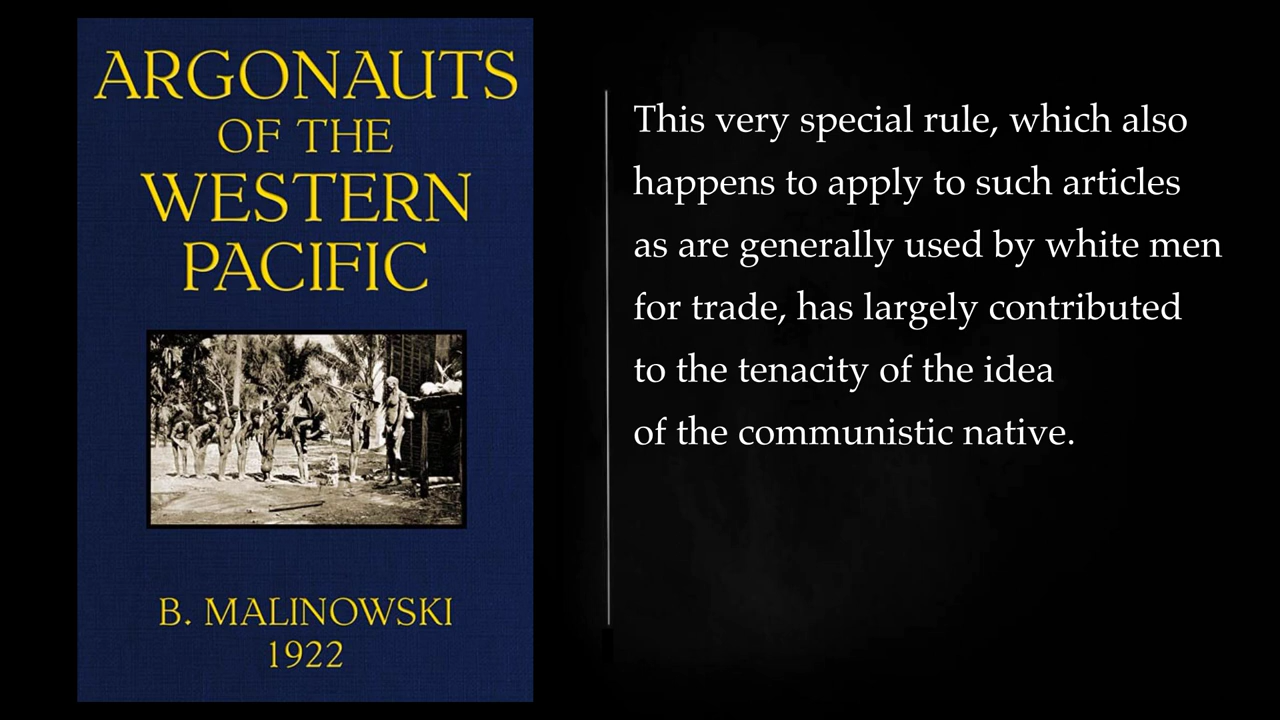 ARGONAUTS
OF THE
WESTERN
PACIFIC
B. MALINOWSKI
1922
This very special rule, which also
happens to apply to such articles
as are generally used by white men
for trade, has largely contributed
to the tenacity of the idea
of the communistic native.